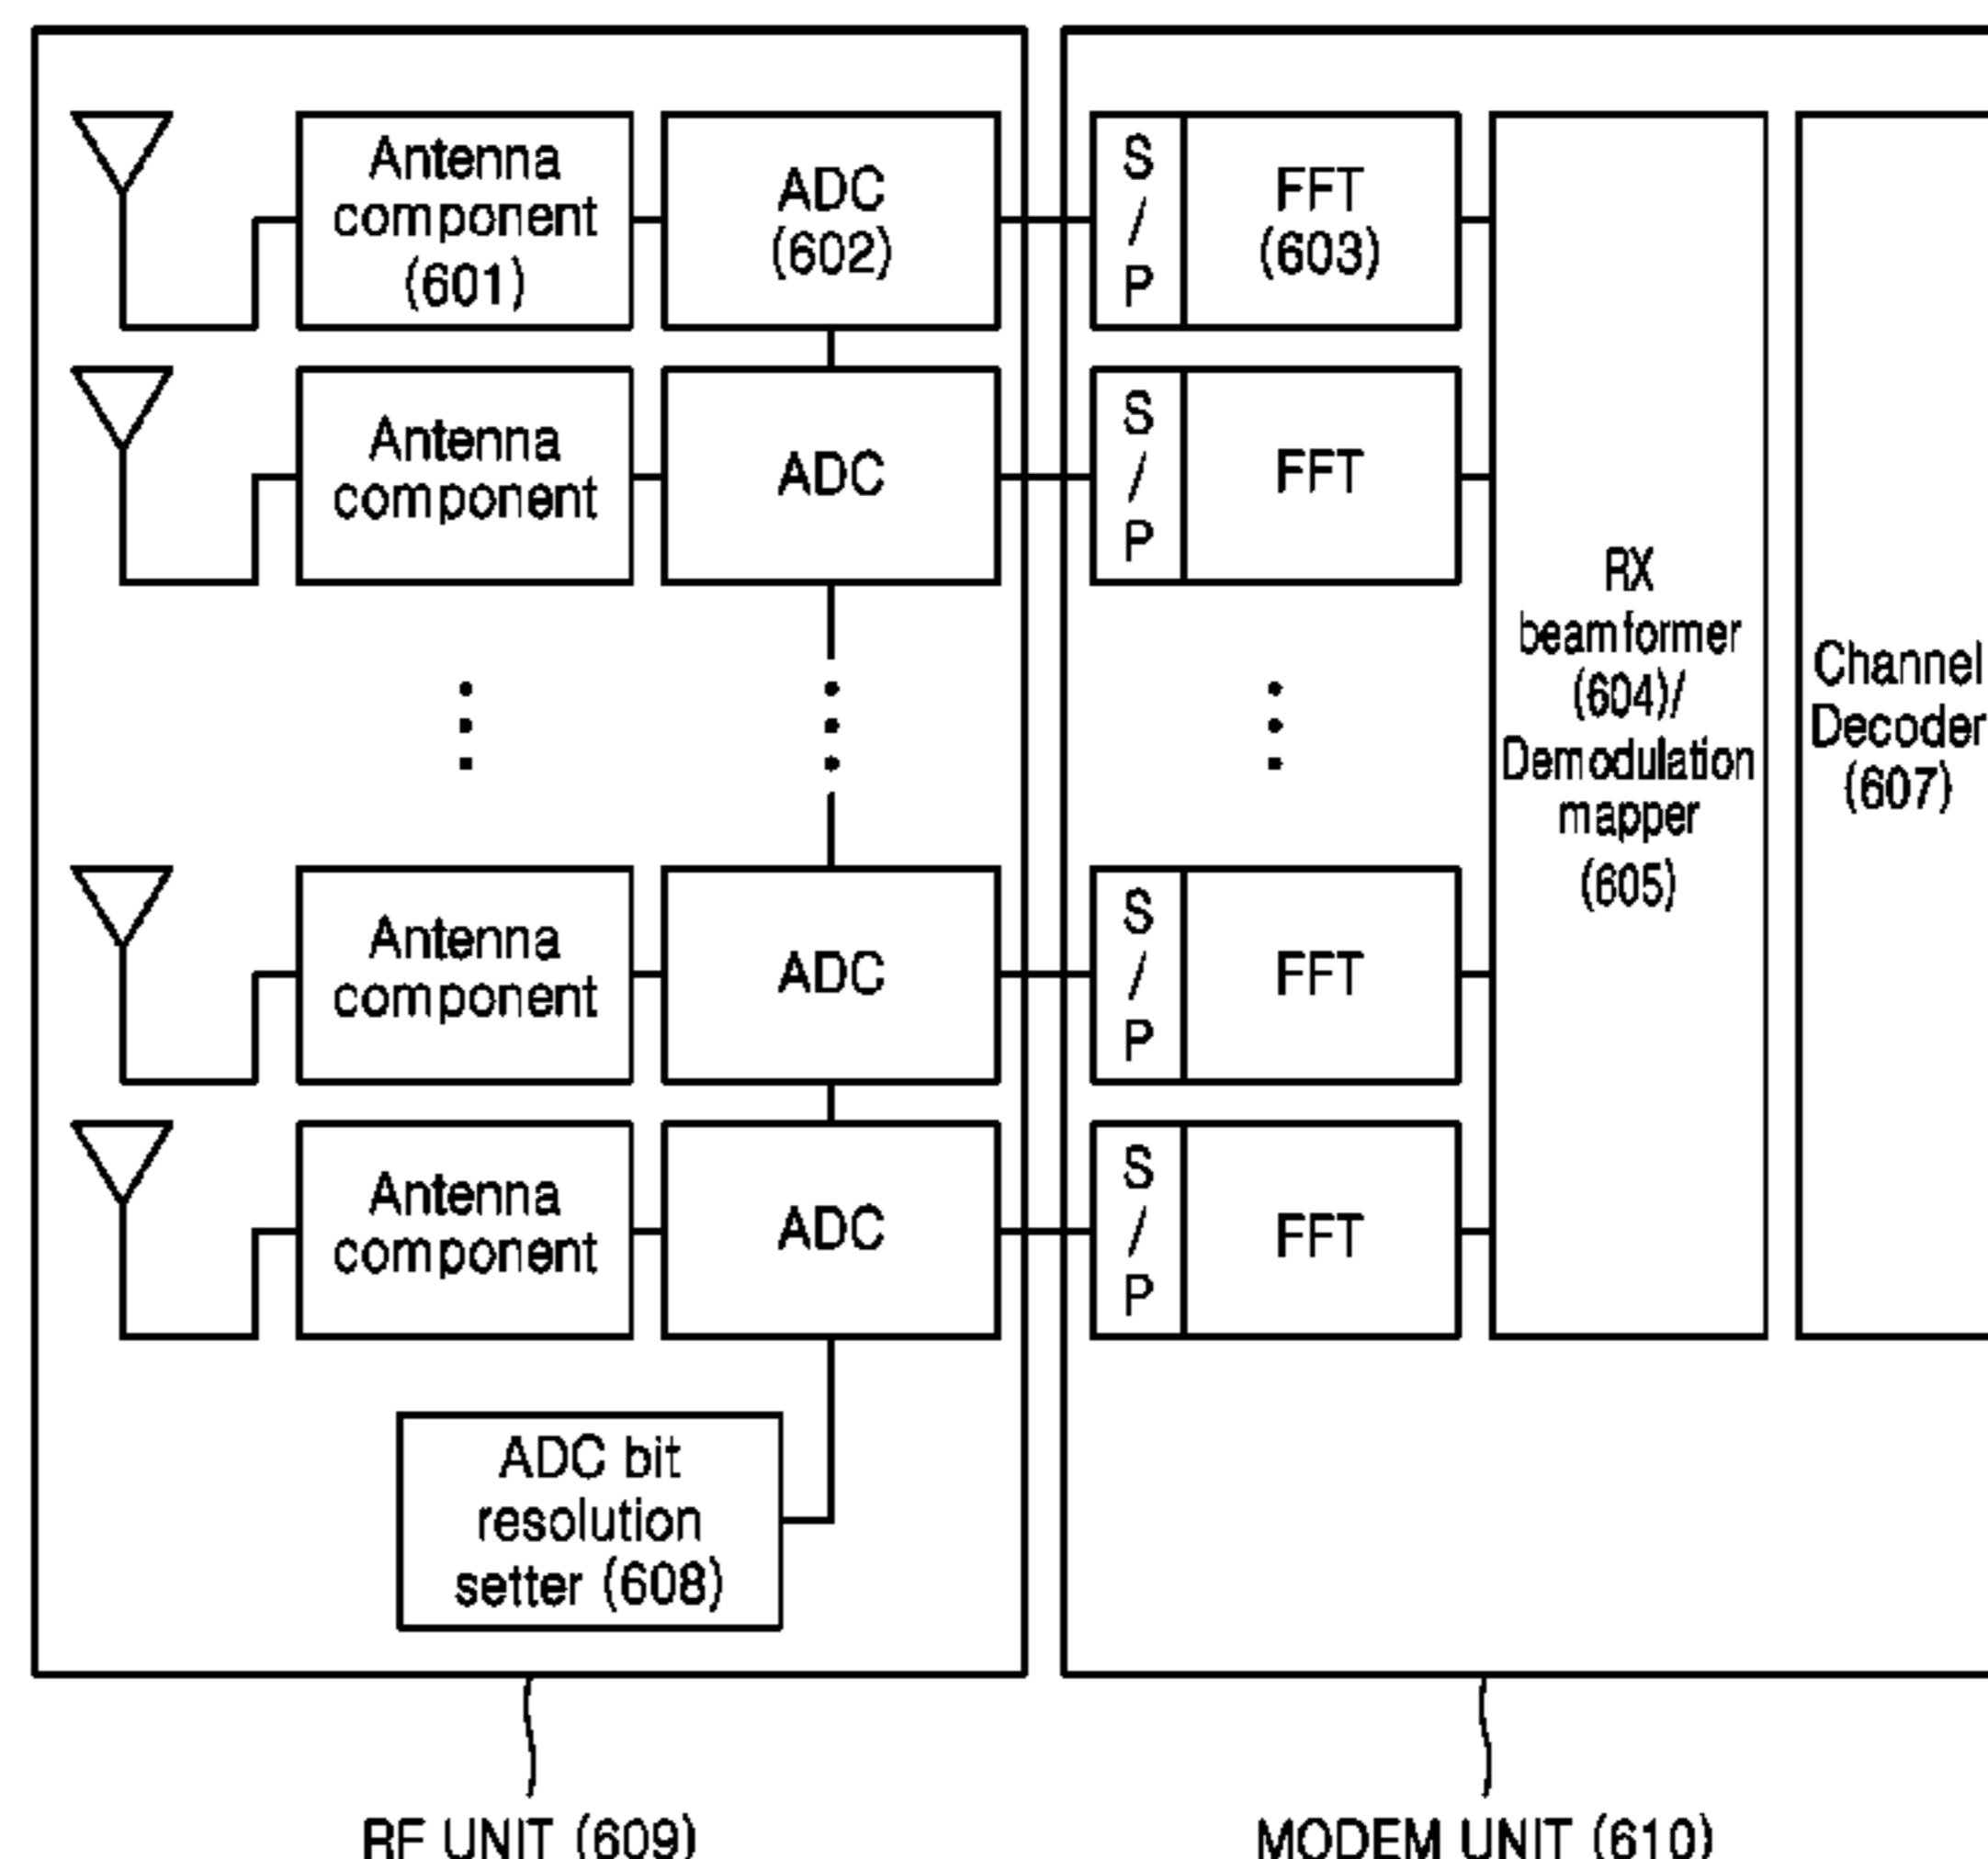 Antenna
component
(601)
ADC
(602)
S
/
P
FFT
(603)
Antenna
component
ADC
S
/
P
FFT
Antenna
component
ADC
S
/
P
FFT
Antenna
component
ADC
S
/
P
FFT
RX
beamformer
(604)/
Demodulation
mapper
(605)
Channel
Decoder
(607)
ADC bit
resolution
setter (608)
RF UNIT (609)
MODEM UNIT (610)